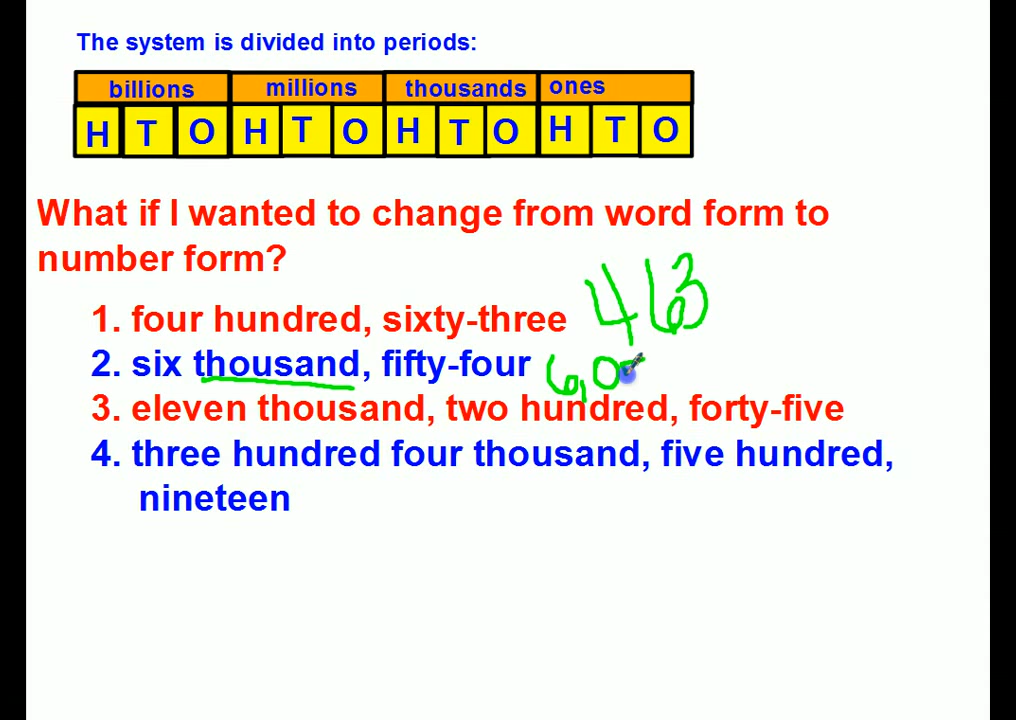 The system is divided into periods:
billions millions thousands ones
H T O H T O H T O H T O
What if I wanted to change from word form to
number form?
1. four hundred, sixty-three 463
2. six thousand, fifty-four 6,0
3. eleven thousand, two hundred, forty-five
4. three hundred four thousand, five hundred,
nineteen